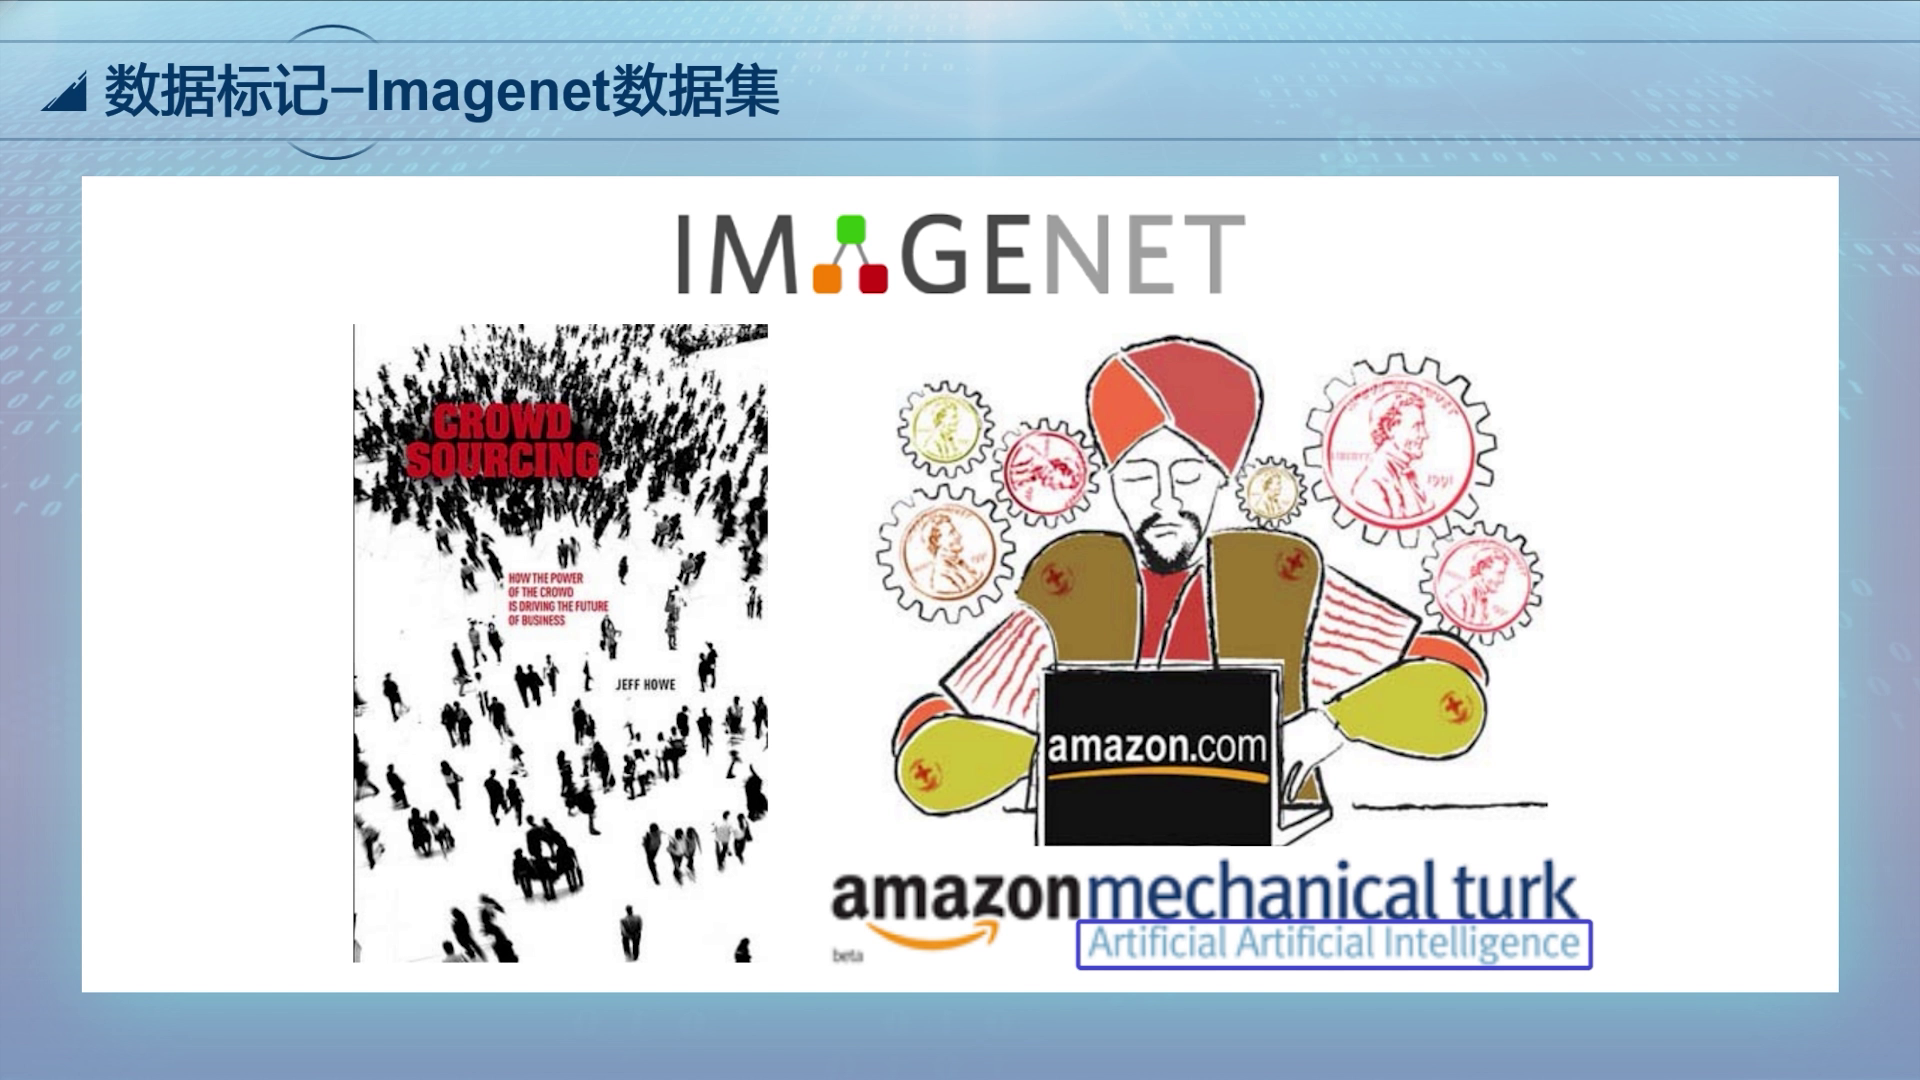 数据标记–Imagenet数据集
IMAGENET
CROWD
SOURCING
HOW THE POWER
OF THE CROWD
IS DRIVING THE FUTURE
OF BUSINESS
JEFF HOWE
LIBERTY
1991
amazon.com
amazonmechanical turk
beta
Artificial Artificial Intelligence